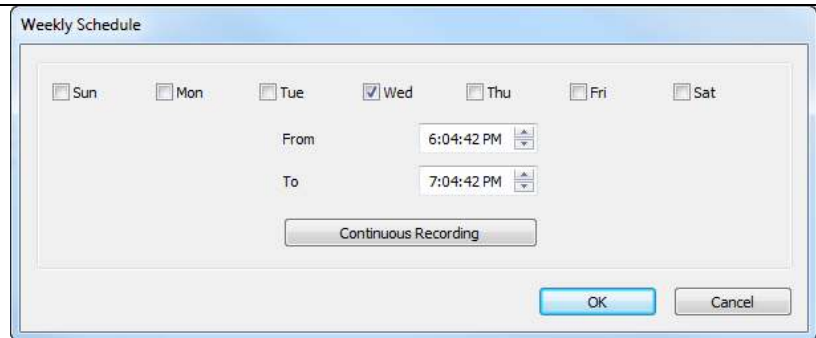 Weekly Schedule
Sun Mon Tue Wed Thu Fri Sat
From 6:04:42 PM
To 7:04:42 PM
Continuous Recording
OK Cancel